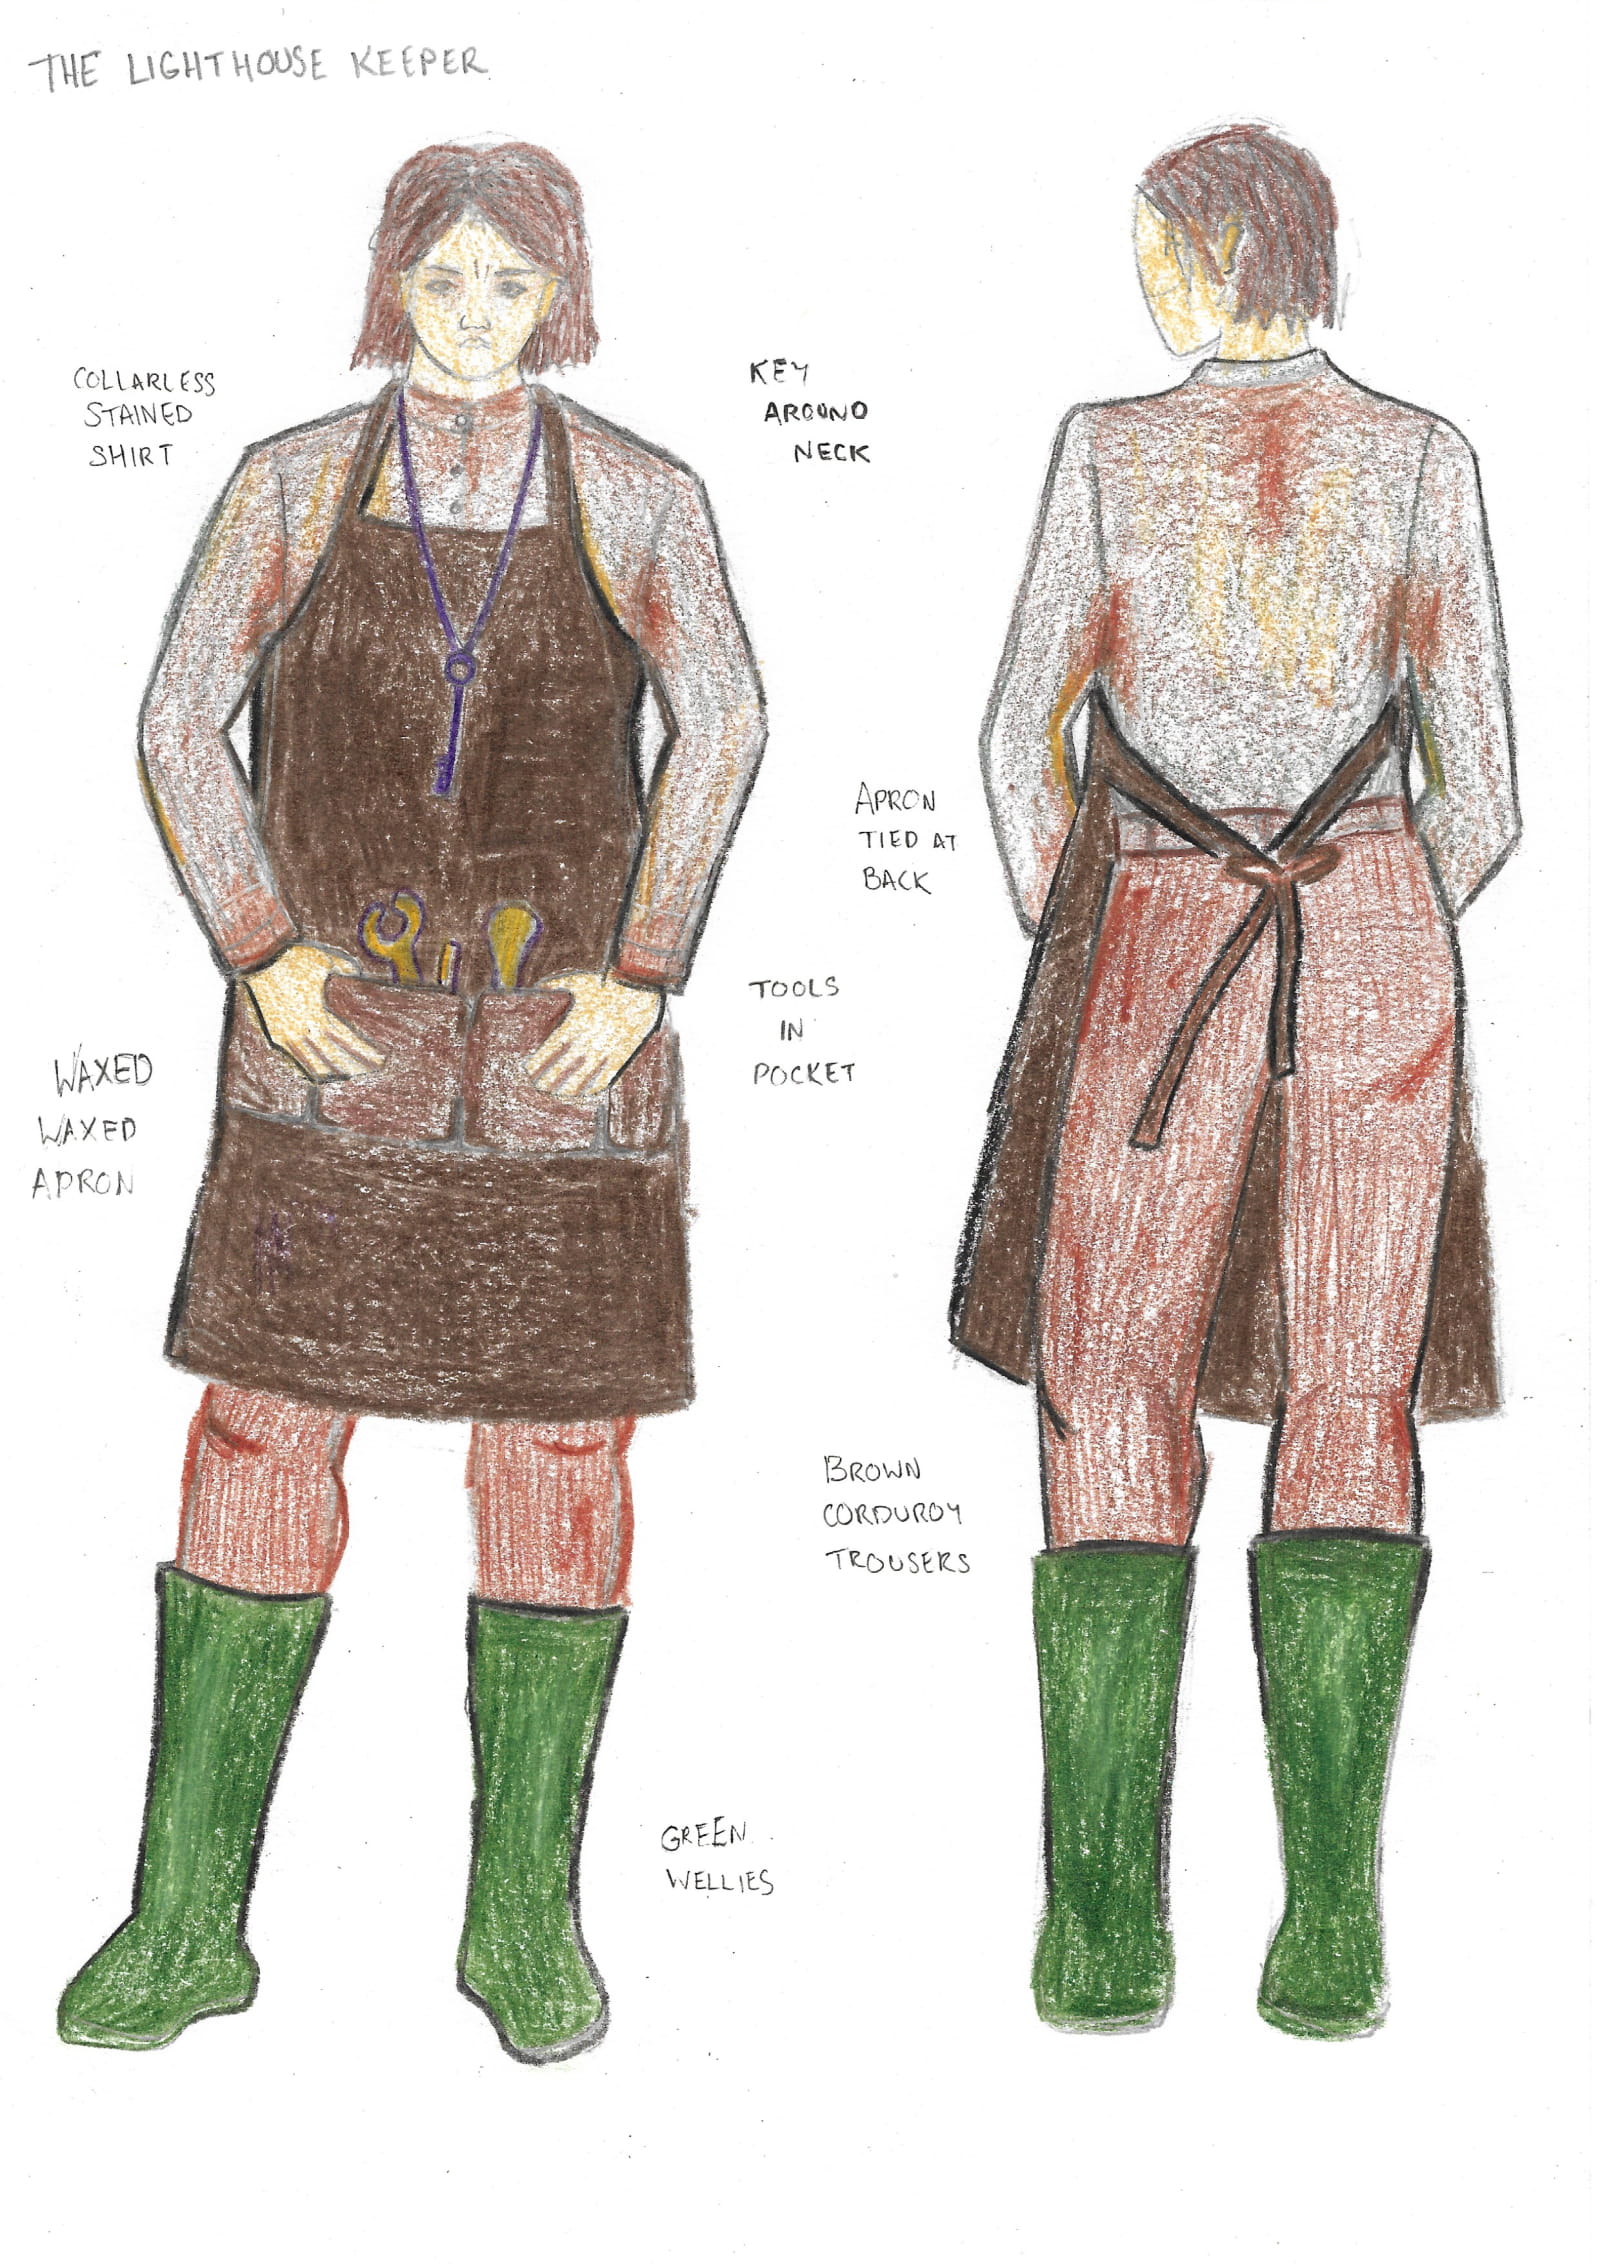 THE LIGHTHOUSE KEEPER
COLLARLESS
STAINED
SHIRT
KEY
AROUND
NECK
APRON
TIED AT
BACK
TOOLS
IN
POCKET
WAXED
WAXED
APRON
BROWN
CORDUROY
TROUSERS
GREEN
WELLIES